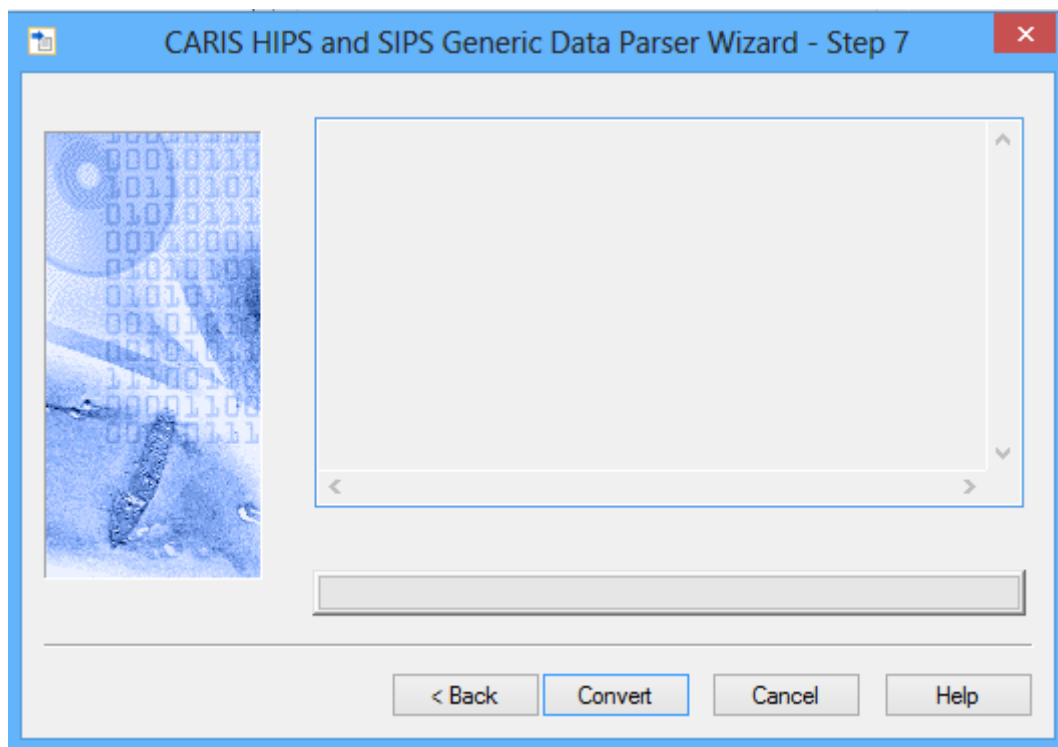 CARIS HIPS and SIPS Generic Data Parser Wizard - Step 7
< Back
Convert
Cancel
Help